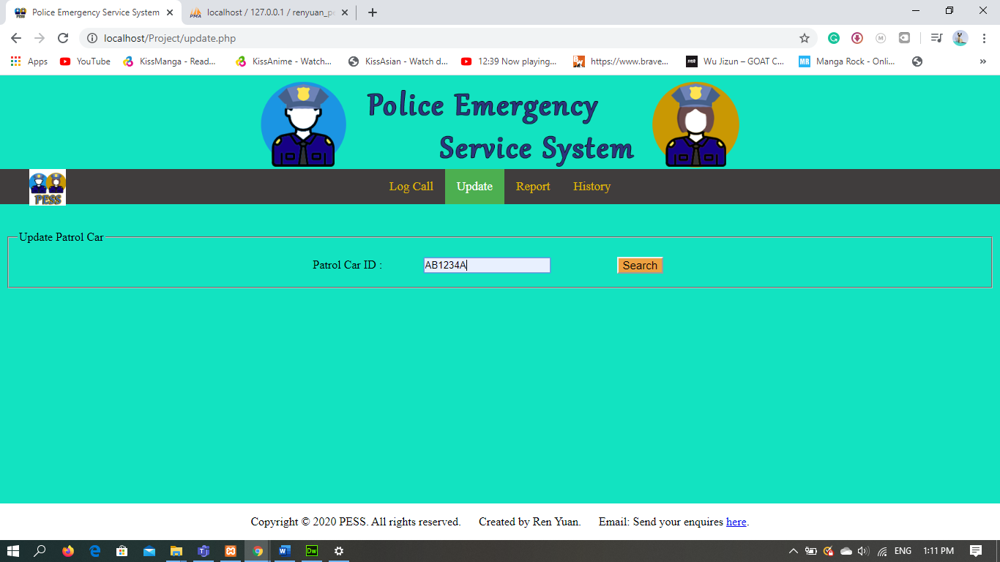 Police Emergency Service System
localhost / 127.0.0.1 / renyuan_pe
localhost/Project/update.php
Apps
YouTube
KissManga - Read...
KissAnime - Watch...
KissAsian - Watch d...
12:39 Now playing...
https://www.brave...
Wu Jizun – GOAT C...
MR
Manga Rock - Onli...
Police Emergency
Service System
PESS
Log Call
Update
Report
History
Update Patrol Car
Patrol Car ID :
AB1234A
Search
Copyright © 2020 PESS. All rights reserved.
Created by Ren Yuan.
Email: Send your enquires here.
Dw
ENG
1:11 PM